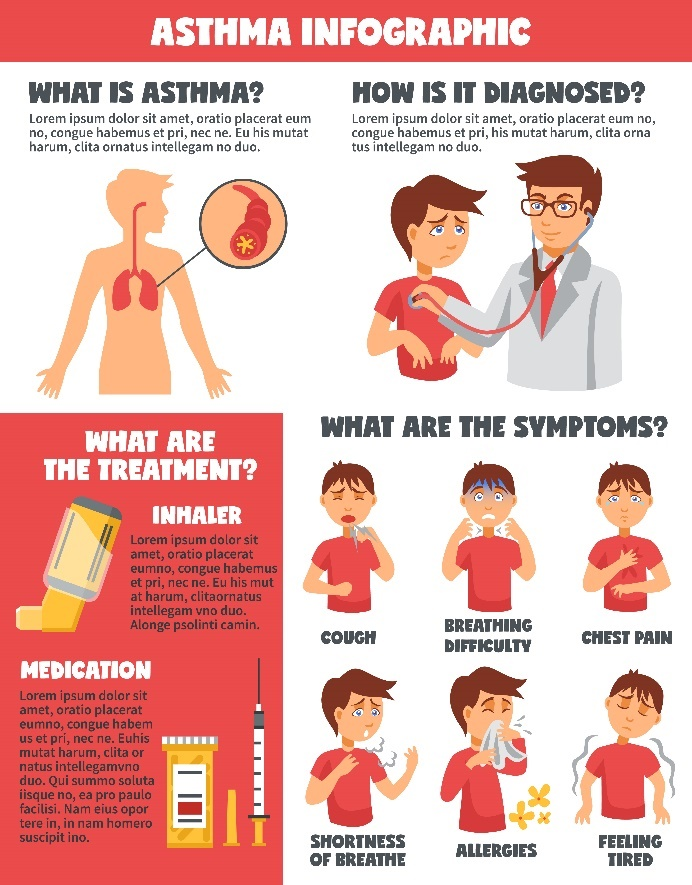 ASTHMA INFOGRAPHIC
WHAT IS ASTHMA?
Lorem ipsum dolor sit amet, oratio placerat eum
no, congue habemus et pri, nec ne. Eu his mutat
harum, clita ornatus intellegam no duo.
HOW IS IT DIAGNOSED?
Lorem ipsum dolor sit amet, oratio placerat eum no,
congue habemus et pri, his mutat harum, clita orna
tus intellegam no duo.
WHAT ARE
THE TREATMENT?
INHALER
Lorem ipsum dolor sit
amet, oratio placerat
eumno, congue habemus
et pri, nec ne. Eu his mut
at harum, clitaornatus
intellegam vno duo.
Alonge psolinti camin.
MEDICATION
Lorem ipsum dolor sit
amet, oratio placerat
eumno, congue habem
us et pri, nec ne. Euhis
mutat harum, clita or
natus intellegamvno
duo. Qui summo soluta
iisque no, ea pro paulo
facilisi. Nam eius opor
tere in, in nam homero
suscipit ino.
WHAT ARE THE SYMPTOMS?
COUGH
BREATHING
DIFFICULTY
CHEST PAIN
SHORTNESS
OF BREATHE
ALLERGIES
FEELING
TIRED